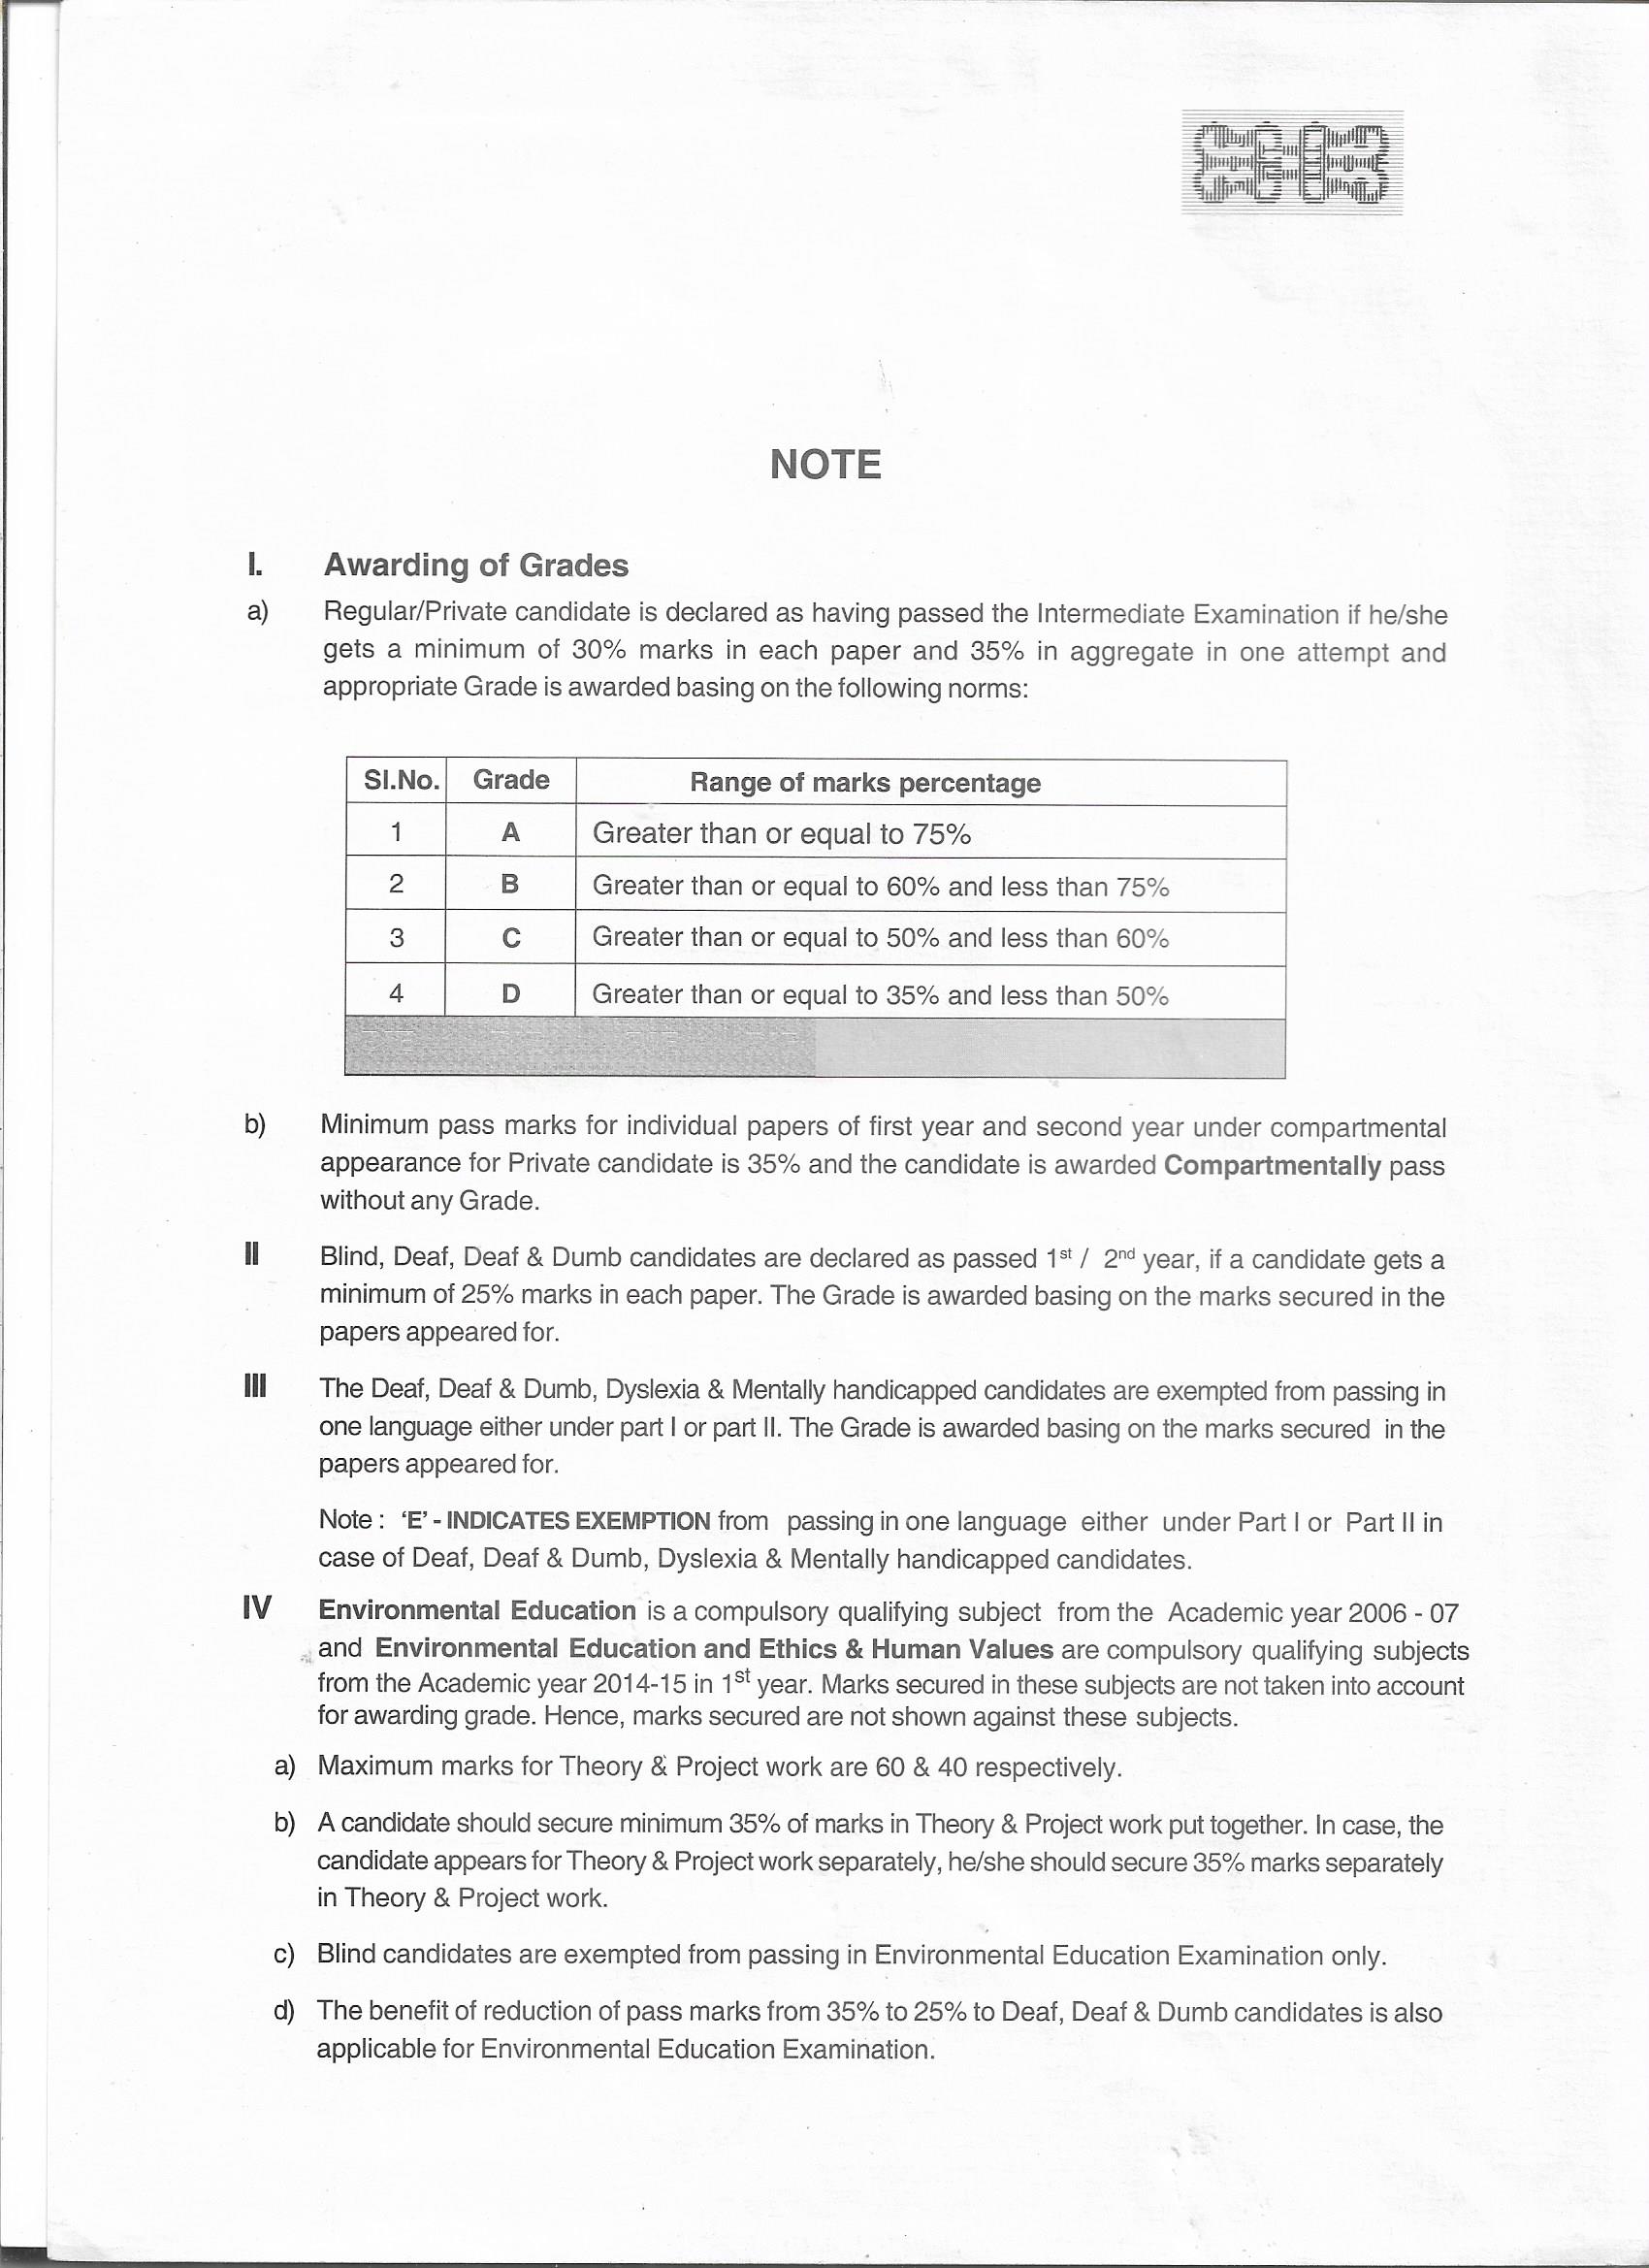 NOTE
I. Awarding of Grades
a) Regular/Private candidate is declared as having passed the Intermediate Examination if he/she
gets a minimum of 30% marks in each paper and 35% in aggregate in one attempt and
appropriate Grade is awarded basing on the following norms:
Sl.No. Grade Range of marks percentage
1 A Greater than or equal to 75%
2 B Greater than or equal to 60% and less than 75%
3 C Greater than or equal to 50% and less than 60%
4 D Greater than or equal to 35% and less than 50%
b) Minimum pass marks for individual papers of first year and second year under compartmental
appearance for Private candidate is 35% and the candidate is awarded Compartmentally pass
without any Grade.
II Blind, Deaf, Deaf & Dumb candidates are declared as passed 1st / 2nd year, if a candidate gets a
minimum of 25% marks in each paper. The Grade is awarded basing on the marks secured in the
papers appeared for.
III The Deaf, Deaf & Dumb, Dyslexia & Mentally handicapped candidates are exempted from passing in
one language either under part I or part II. The Grade is awarded basing on the marks secured in the
papers appeared for.
Note : 'E' - INDICATES EXEMPTION from passing in one language either under Part I or Part II in
case of Deaf, Deaf & Dumb, Dyslexia & Mentally handicapped candidates.
IV Environmental Education is a compulsory qualifying subject from the Academic year 2006 - 07
and Environmental Education and Ethics & Human Values are compulsory qualifying subjects
from the Academic year 2014-15 in 1st year. Marks secured in these subjects are not taken into account
for awarding grade. Hence, marks secured are not shown against these subjects.
a) Maximum marks for Theory & Project work are 60 & 40 respectively.
b) A candidate should secure minimum 35% of marks in Theory & Project work put together. In case, the
candidate appears for Theory & Project work separately, he/she should secure 35% marks separately
in Theory & Project work.
c) Blind candidates are exempted from passing in Environmental Education Examination only.
d) The benefit of reduction of pass marks from 35% to 25% to Deaf, Deaf & Dumb candidates is also
applicable for Environmental Education Examination.